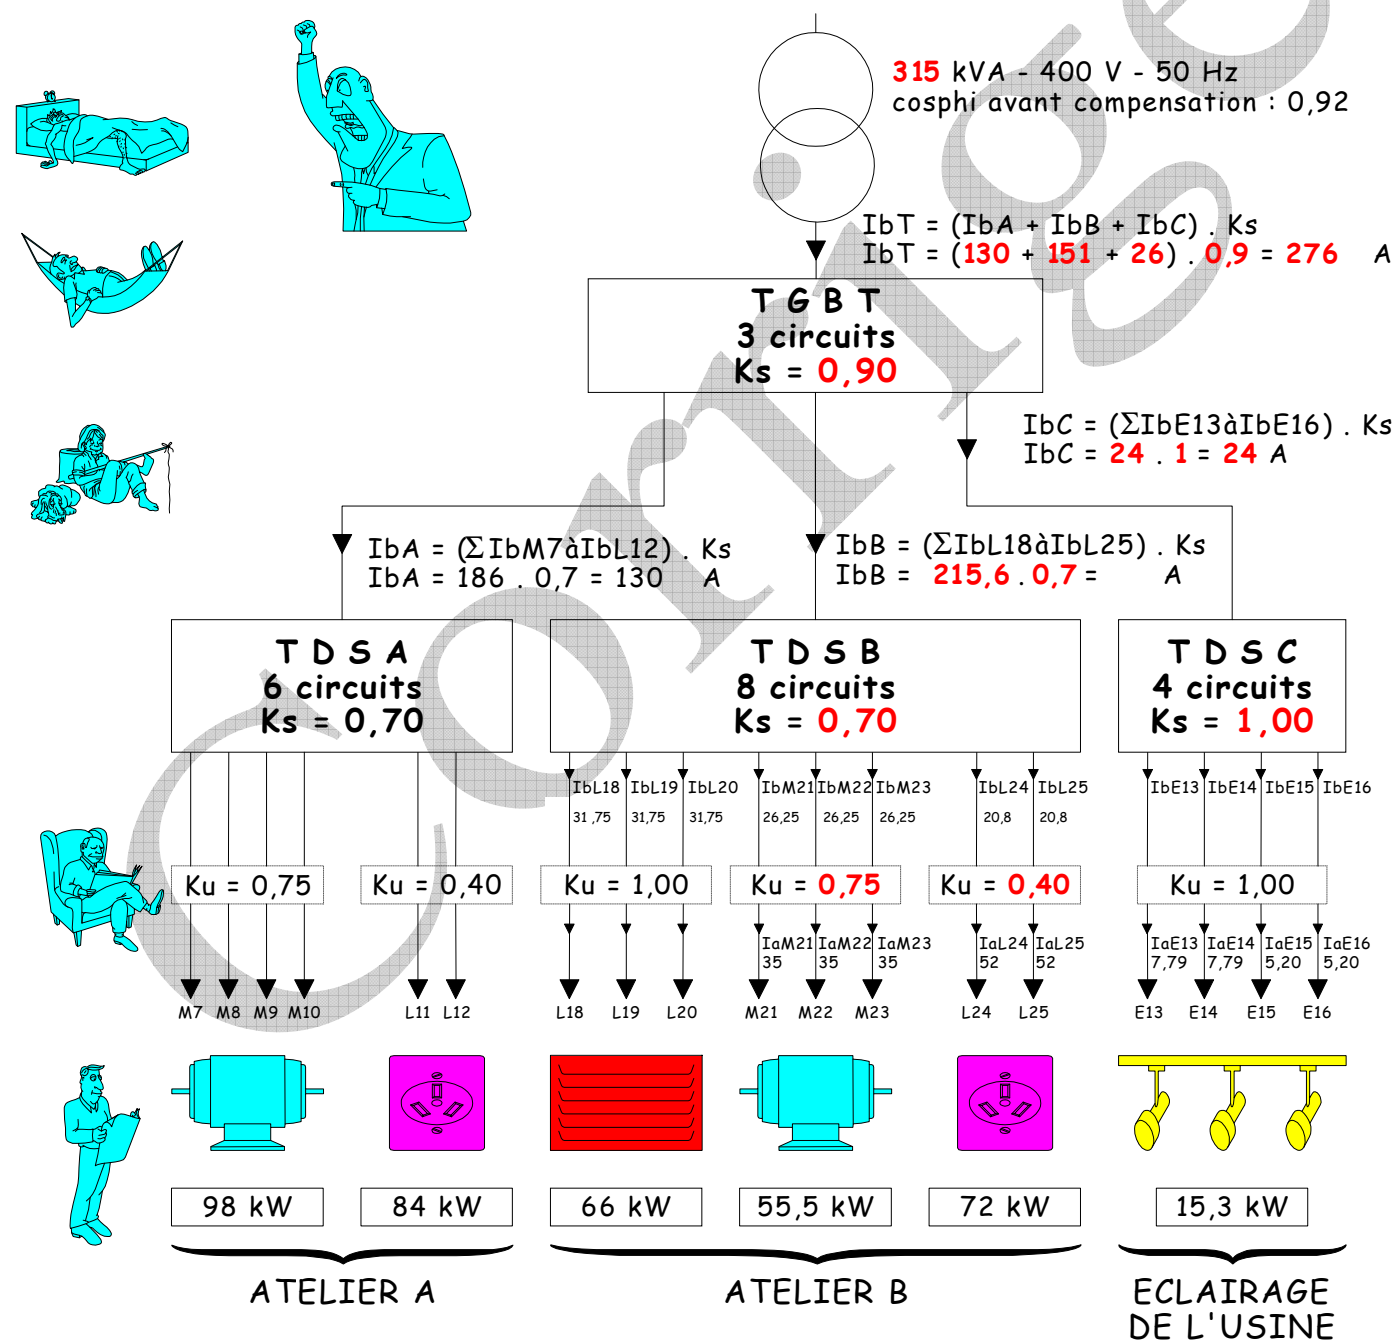 315 kVA - 400 V - 50 Hz
cosphi avant compensation : 0,92
IbT = (IbA + IbB + IbC) . Ks
IbT = (130 + 151 + 26) . 0,9 = 276 A
T G B T
3 circuits
Ks = 0,90
IbC = (ΣIbE13àIbE16) . Ks
IbC = 24 . 1 = 24 A
IbA = (ΣIbM7àIbL12) . Ks
IbA = 186 . 0,7 = 130 A
IbB = (ΣIbL18àIbL25) . Ks
IbB = 215,6 . 0,7 = A
T D S A
6 circuits
Ks = 0,70
T D S B
8 circuits
Ks = 0,70
T D S C
4 circuits
Ks = 1,00
IbL18 IbL19 IbL20 IbM21 IbM22 IbM23 IbL24 IbL25 IbE13 IbE14 IbE15 IbE16
31,75 31,75 31,75 26,25 26,25 26,25 20,8 20,8
Ku = 0,75 Ku = 0,40 Ku = 1,00 Ku = 0,75 Ku = 0,40 Ku = 1,00
IaM21 IaM22 IaM23 IaL24 IaL25 IaE13 IaE14 IaE15 IaE16
35 35 35 52 52 7,79 7,79 5,20 5,20
M7 M8 M9 M10 L11 L12 L18 L19 L20 M21 M22 M23 L24 L25 E13 E14 E15 E16
98 kW 84 kW 66 kW 55,5 kW 72 kW 15,3 kW
ATELIER A ATELIER B ECLAIRAGE
DE L'USINE
Corrige